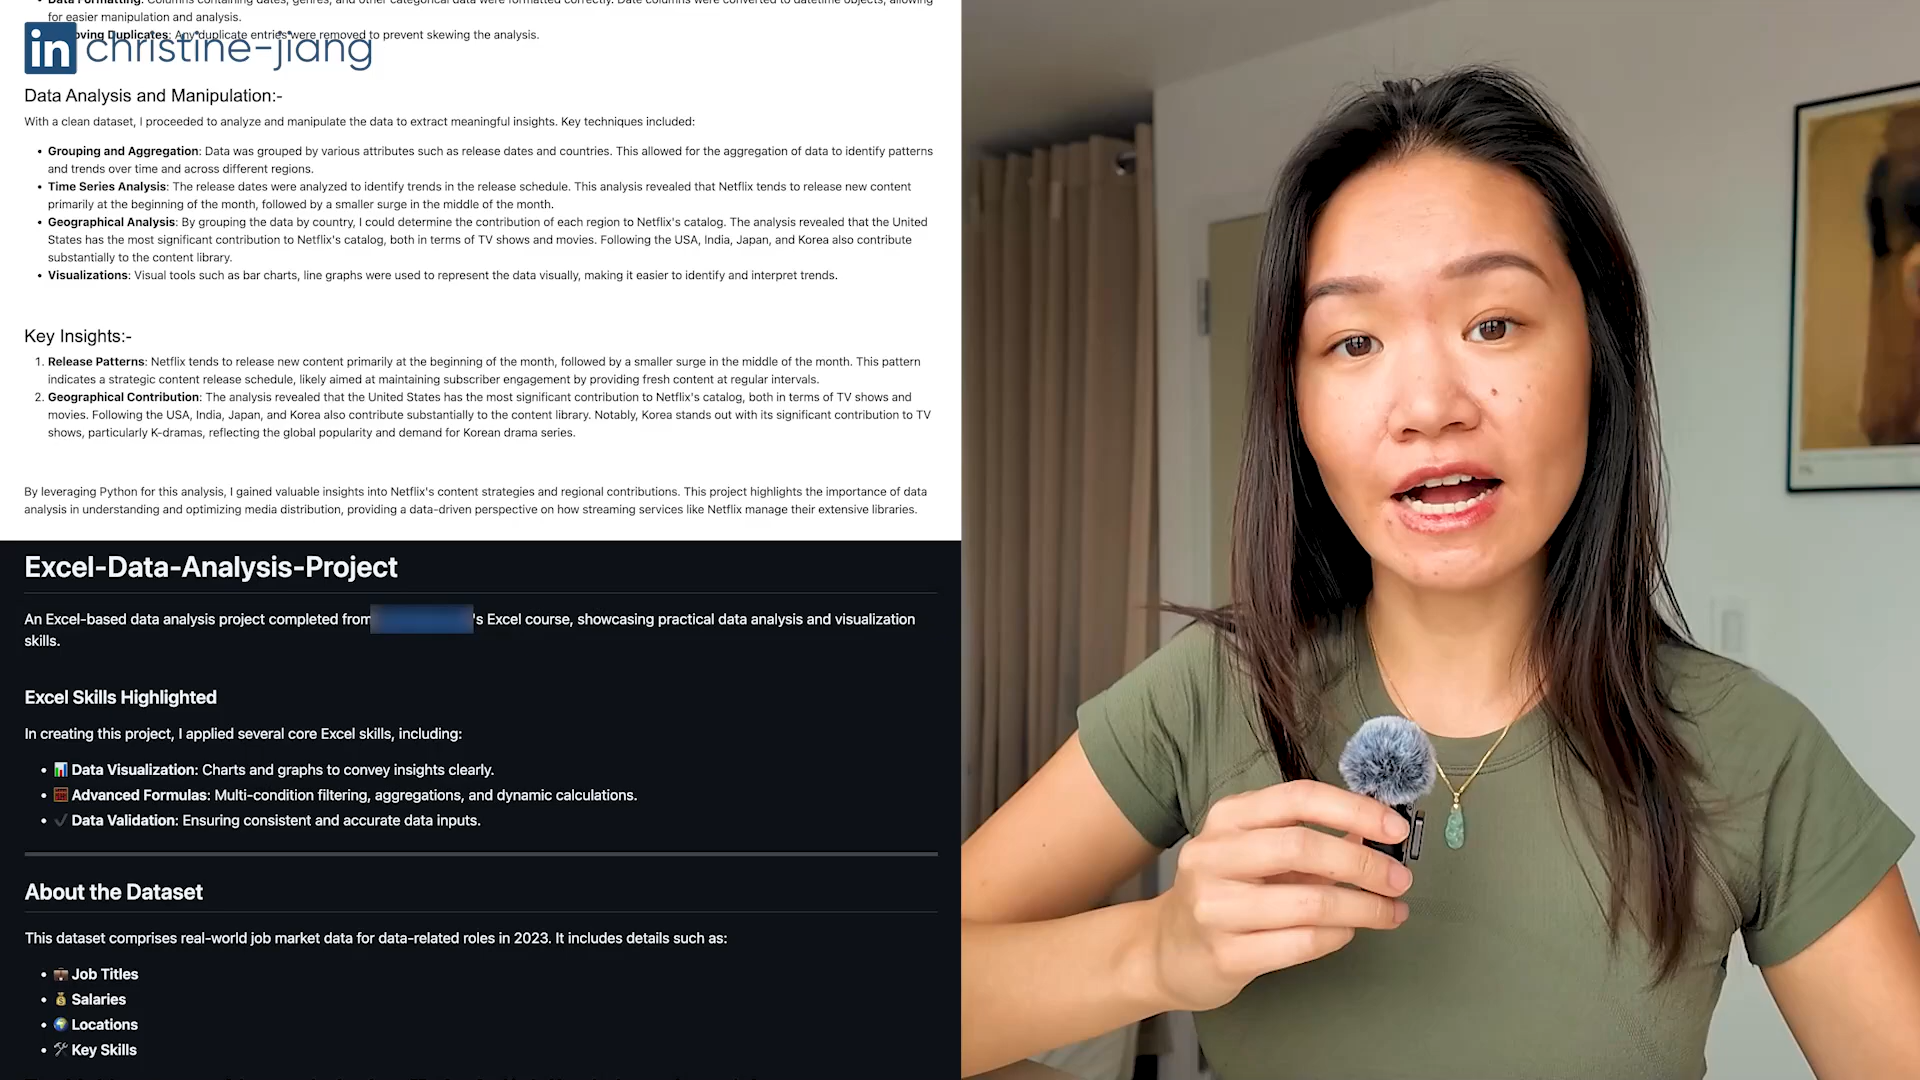 Data Formatting: Columns containing dates, genres, and other categorical data were formatted correctly. Date columns were converted to datetime objects, allowing
for easier manipulation and analysis.
Duplicates: Any duplicate entries were removed to prevent skewing the analysis.
in christine-jiang
Data Analysis and Manipulation:-
With a clean dataset, I proceeded to analyze and manipulate the data to extract meaningful insights. Key techniques included:
• Grouping and Aggregation: Data was grouped by various attributes such as release dates and countries. This allowed for the aggregation of data to identify patterns
and trends over time and across different regions.
• Time Series Analysis: The release dates were analyzed to identify trends in the release schedule. This analysis revealed that Netflix tends to release new content
primarily at the beginning of the month, followed by a smaller surge in the middle of the month.
• Geographical Analysis: By grouping the data by country, I could determine the contribution of each region to Netflix's catalog. The analysis revealed that the United
States has the most significant contribution to Netflix's catalog, both in terms of TV shows and movies. Following the USA, India, Japan, and Korea also contribute
substantially to the content library.
• Visualizations: Visual tools such as bar charts, line graphs were used to represent the data visually, making it easier to identify and interpret trends.
Key Insights:-
1. Release Patterns: Netflix tends to release new content primarily at the beginning of the month, followed by a smaller surge in the middle of the month. This pattern
indicates a strategic content release schedule, likely aimed at maintaining subscriber engagement by providing fresh content at regular intervals.
2. Geographical Contribution: The analysis revealed that the United States has the most significant contribution to Netflix's catalog, both in terms of TV shows and
movies. Following the USA, India, Japan, and Korea also contribute substantially to the content library. Notably, Korea stands out with its significant contribution to TV
shows, particularly K-dramas, reflecting the global popularity and demand for Korean drama series.
By leveraging Python for this analysis, I gained valuable insights into Netflix's content strategies and regional contributions. This project highlights the importance of data
analysis in understanding and optimizing media distribution, providing a data-driven perspective on how streaming services like Netflix manage their extensive libraries.
Excel-Data-Analysis-Project
An Excel-based data analysis project completed from 's Excel course, showcasing practical data analysis and visualization
skills.
Excel Skills Highlighted
In creating this project, I applied several core Excel skills, including:
• 📊 Data Visualization: Charts and graphs to convey insights clearly.
• 🧮 Advanced Formulas: Multi-condition filtering, aggregations, and dynamic calculations.
• ✔ Data Validation: Ensuring consistent and accurate data inputs.
About the Dataset
This dataset comprises real-world job market data for data-related roles in 2023. It includes details such as:
• 💼 Job Titles
• 💰 Salaries
• 🌍 Locations
• 🛠 Key Skills